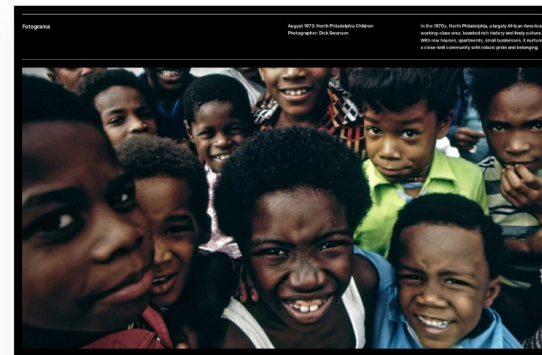 Fotograma
August 1973: North Philadelphia Children
Photographer: Dick Swanson
In the 1970s, North Philadelphia, a largely African America
working-class area, boasted rich history and lively culture.
With row houses, apartments, small businesses, it nurture
a close-knit community with robust pride and belonging.